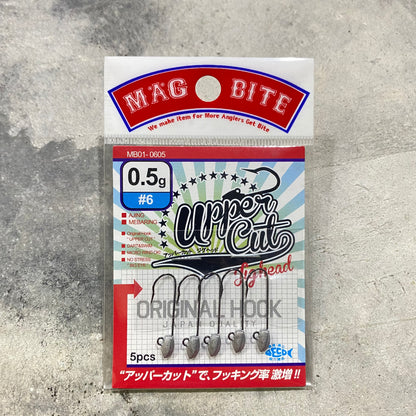 MAG BITE
We make item for More Anglers Get Bite
MB01-0605
0.5g
#6
AJING
MEBARING
Upper Cut
Jighead
ORIGINAL HOOK
5pcs
“アッパーカット”で、フッキング率 激増!!